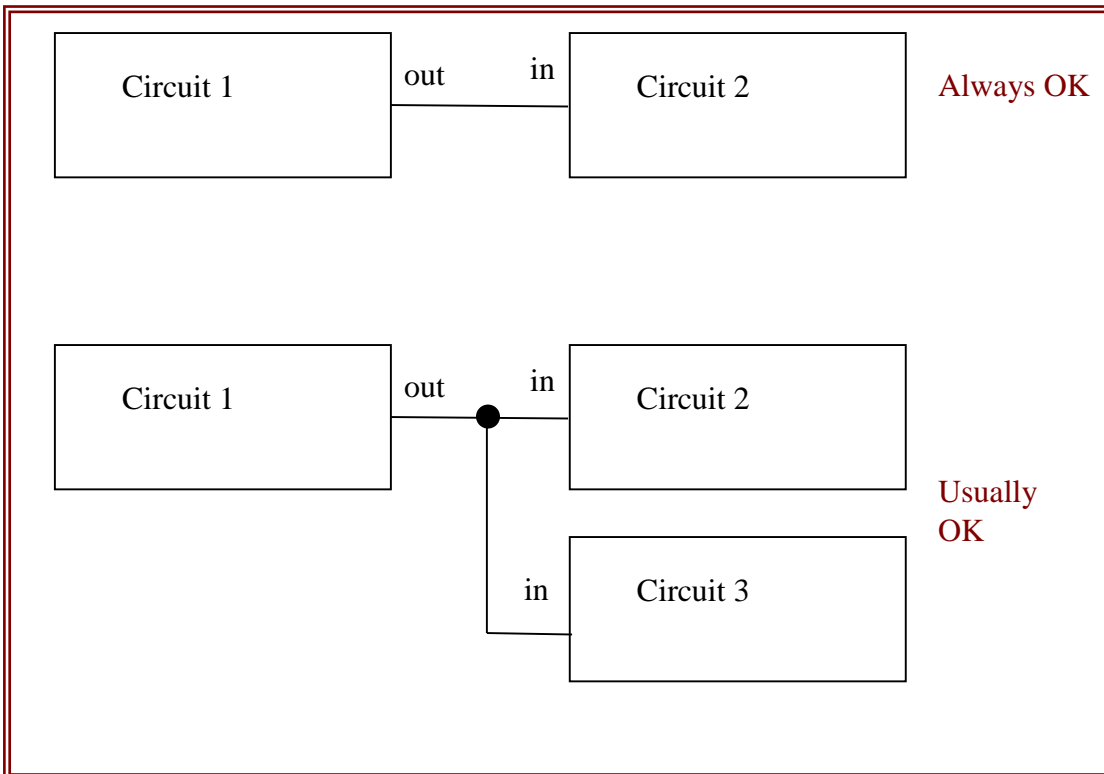 Circuit 1
out
in
Circuit 2
Always OK
Circuit 1
out
in
Circuit 2
Usually
OK
in
Circuit 3